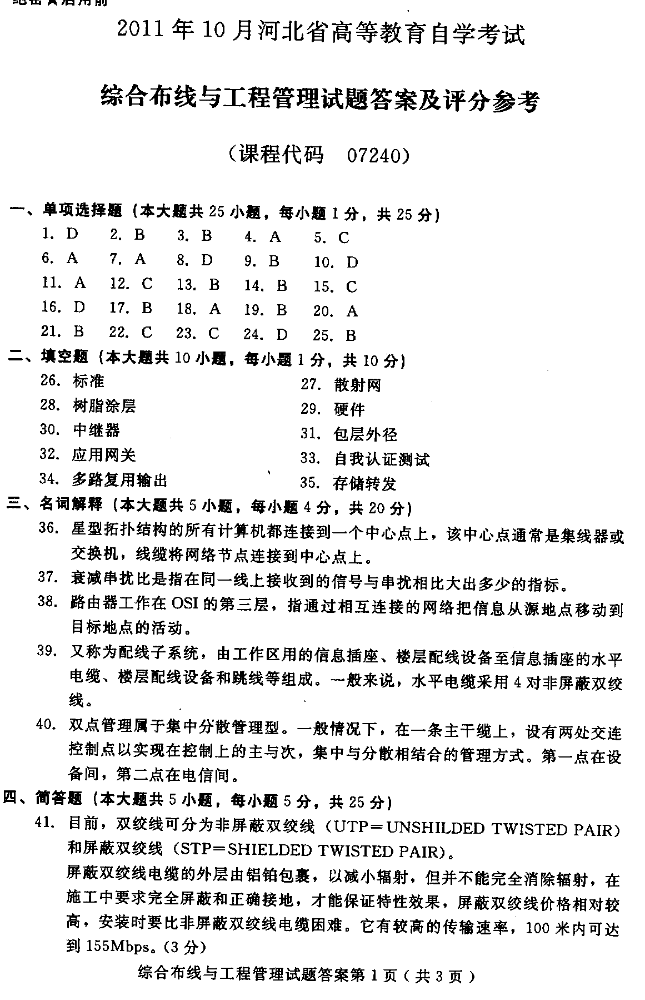 绝密★启用前
2011 年 10 月河北省高等教育自学考试
综合布线与工程管理试题答案及评分参考
(课程代码 07240)
一、单项选择题 (本大题共 25 小题，每小题 1 分，共 25 分)
1. D 2. B 3. B 4. A 5. C
6. A 7. A 8. D 9. B 10. D
11. A 12. C 13. B 14. B 15. C
16. D 17. B 18. A 19. B 20. A
21. B 22. C 23. C 24. D 25. B
二、填空题 (本大题共 10 小题，每小题 1 分，共 10 分)
26. 标准 27. 散射网
28. 树脂涂层 29. 硬件
30. 中继器 31. 包层外径
32. 应用网关 33. 自我认证测试
34. 多路复用输出 35. 存储转发
三、名词解释 (本大题共 5 小题，每小题 4 分，共 20 分)
36. 星型拓扑结构的所有计算机都连接到一个中心点上，该中心点通常是集线器或
交换机，线缆将网络节点连接到中心点上。
37. 衰减串扰比是指在同一线上接收到的信号与串扰相比大出多少的指标。
38. 路由器工作在 OSI 的第三层，指通过相互连接的网络把信息从源地点移动到
目标地点的活动。
39. 又称为配线子系统，由工作区用的信息插座、楼层配线设备至信息插座的水平
电缆、楼层配线设备和跳线等组成。一般来说，水平电缆采用 4 对非屏蔽双绞
线。
40. 双点管理属于集中分散管理型。一般情况下，在一条主干缆上，设有两处交连
控制点以实现在控制上的主与次，集中与分散相结合的管理方式。第一点在设
备间，第二点在电信间。
四、简答题 (本大题共 5 小题，每小题 5 分，共 25 分)
41. 目前，双绞线可分为非屏蔽双绞线（UTP=UNSHILDED TWISTED PAIR）
和屏蔽双绞线（STP=SHIELDED TWISTED PAIR）。
屏蔽双绞线电缆的外层由铝铂包裹，以减小辐射，但并不能完全消除辐射，在
施工中要求完全屏蔽和正确接地，才能保证特性效果，屏蔽双绞线价格相对较
高，安装时要比非屏蔽双绞线电缆困难。它有较高的传输速率，100 米内可达
到 155Mbps。（3 分）
综合布线与工程管理试题答案第 1 页（共 3 页）